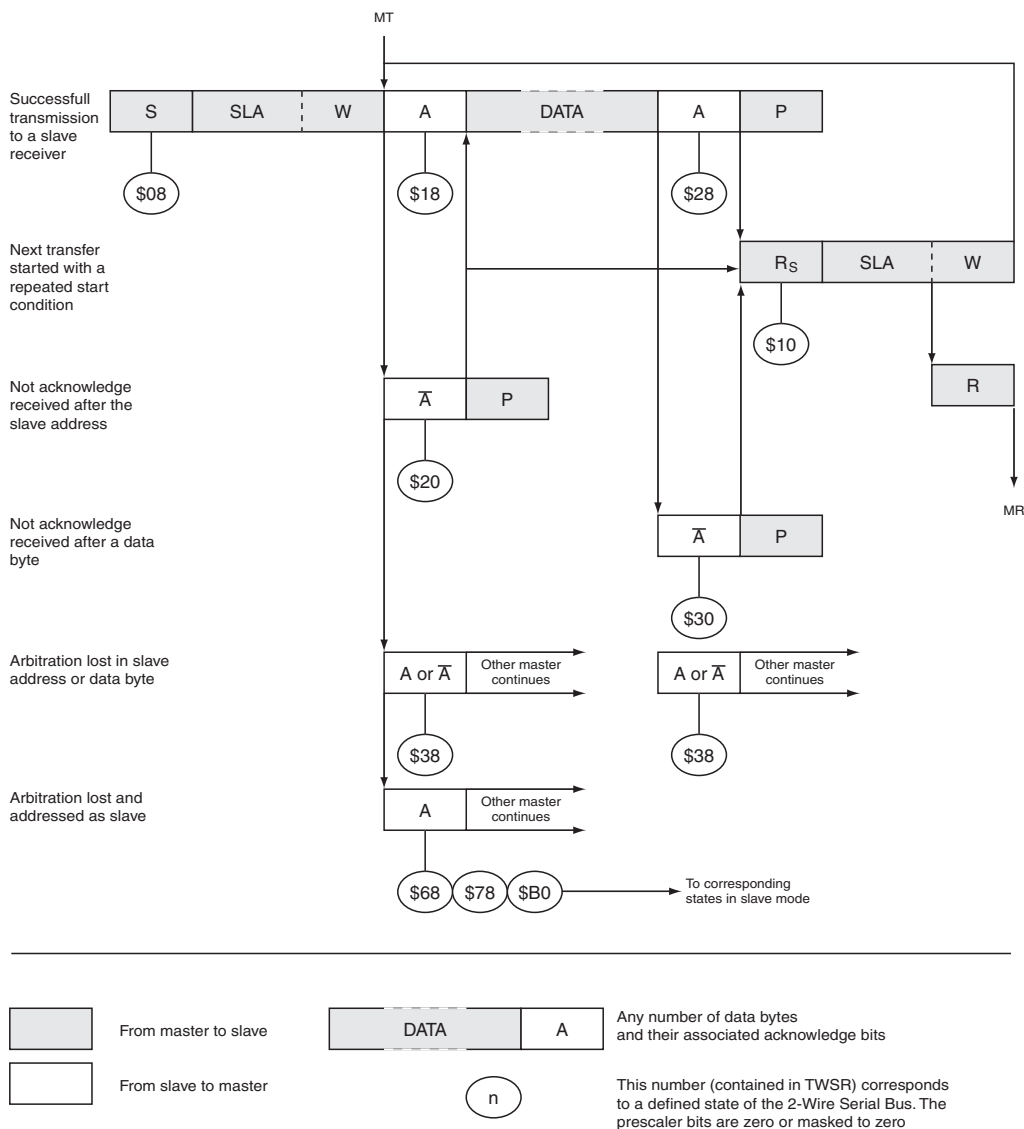 MT
Successfull
transmission
to a slave
receiver
S SLA W A DATA A P
$08 $18 $28
Next transfer
started with a
repeated start
condition
RS SLA W
$10
Not acknowledge
received after the
slave address
A̅ P
R
$20
MR
Not acknowledge
received after a data
byte
A̅ P
$30
Arbitration lost in slave
address or data byte
A or A̅
Other master
continues
A or A̅
Other master
continues
$38 $38
Arbitration lost and
addressed as slave
A
Other master
continues
$68 $78 $B0
To corresponding
states in slave mode
From master to slave
DATA A
Any number of data bytes
and their associated acknowledge bits
From slave to master
n
This number (contained in TWSR) corresponds
to a defined state of the 2-Wire Serial Bus. The
prescaler bits are zero or masked to zero